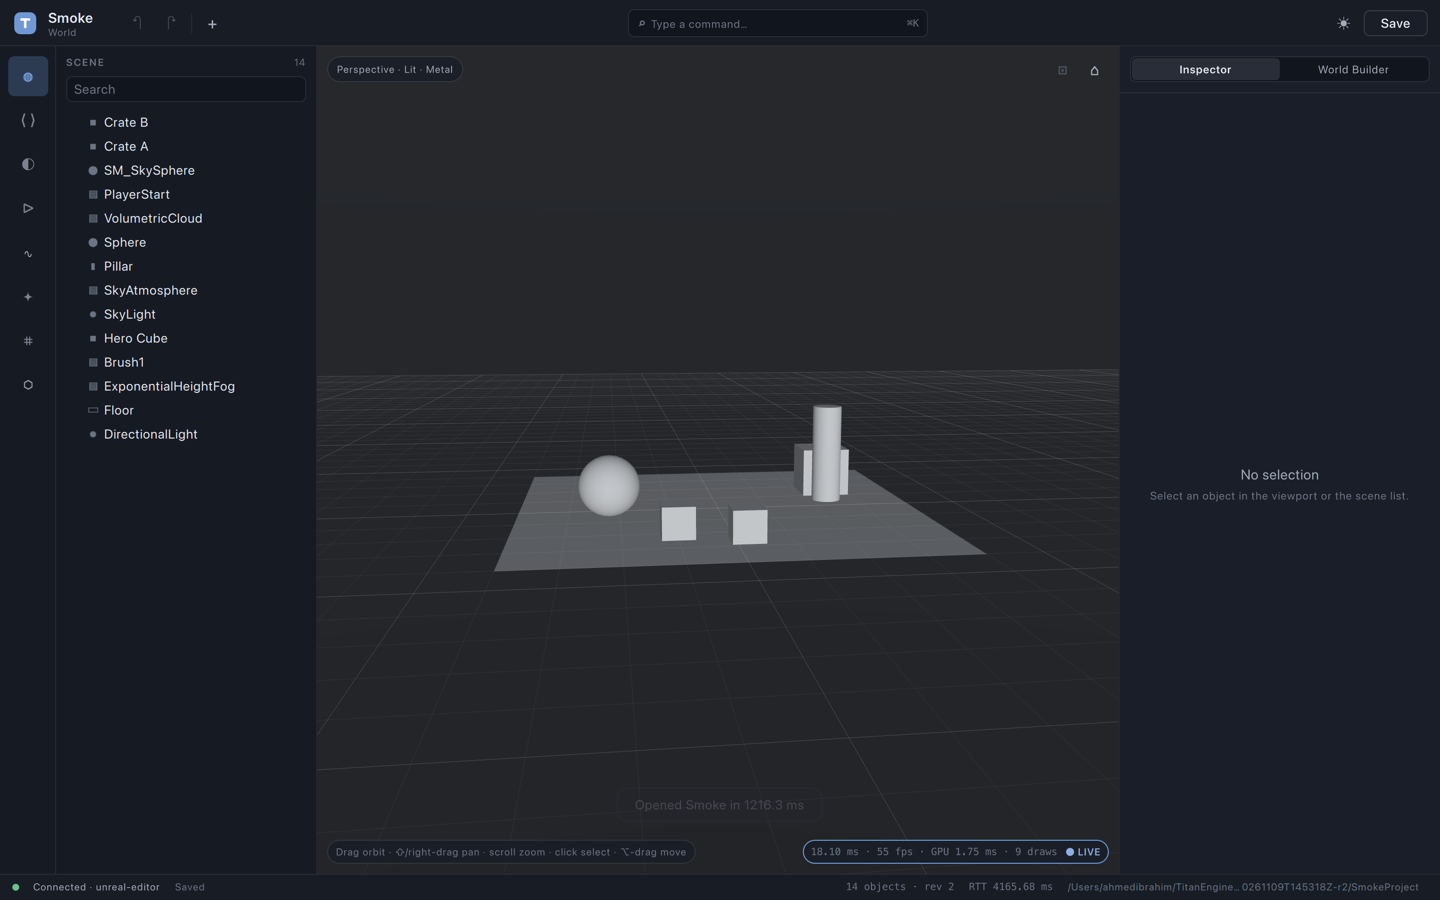 T
Smoke
World
+
Type a command...
⌘K
Save
SCENE
14
Search
Crate B
Crate A
SM_SkySphere
PlayerStart
VolumetricCloud
Sphere
Pillar
SkyAtmosphere
SkyLight
Hero Cube
Brush1
ExponentialHeightFog
Floor
DirectionalLight
Perspective · Lit · Metal
Inspector
World Builder
No selection
Select an object in the viewport or the scene list.
Opened Smoke in 1216.3 ms
Drag orbit · ⇧/right-drag pan · scroll zoom · click select · ⌥-drag move
18.10 ms · 55 fps · GPU 1.75 ms · 9 draws
LIVE
Connected · unreal-editor
Saved
14 objects · rev 2
RTT 4165.68 ms
/Users/ahmedibrahim/TitanEngine…0261109T145318Z-r2/SmokeProject